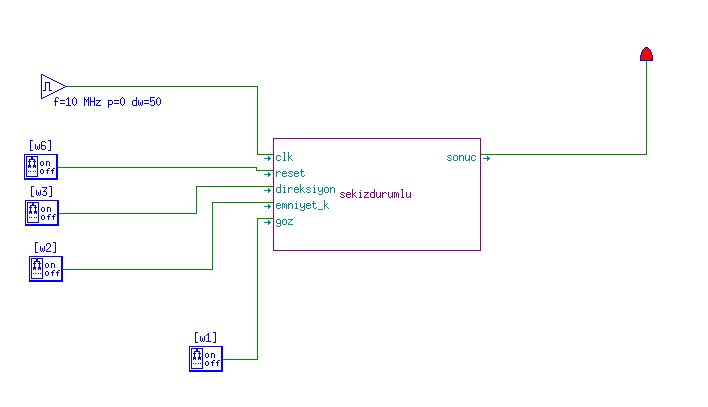 f=10 MHz p=0 dw=50
[w6]
on
off
[w3]
on
off
[w2]
on
off
[w1]
on
off
clk
reset
direksiyon
emniyet_k
goz
sekizdurumlu
sonuc